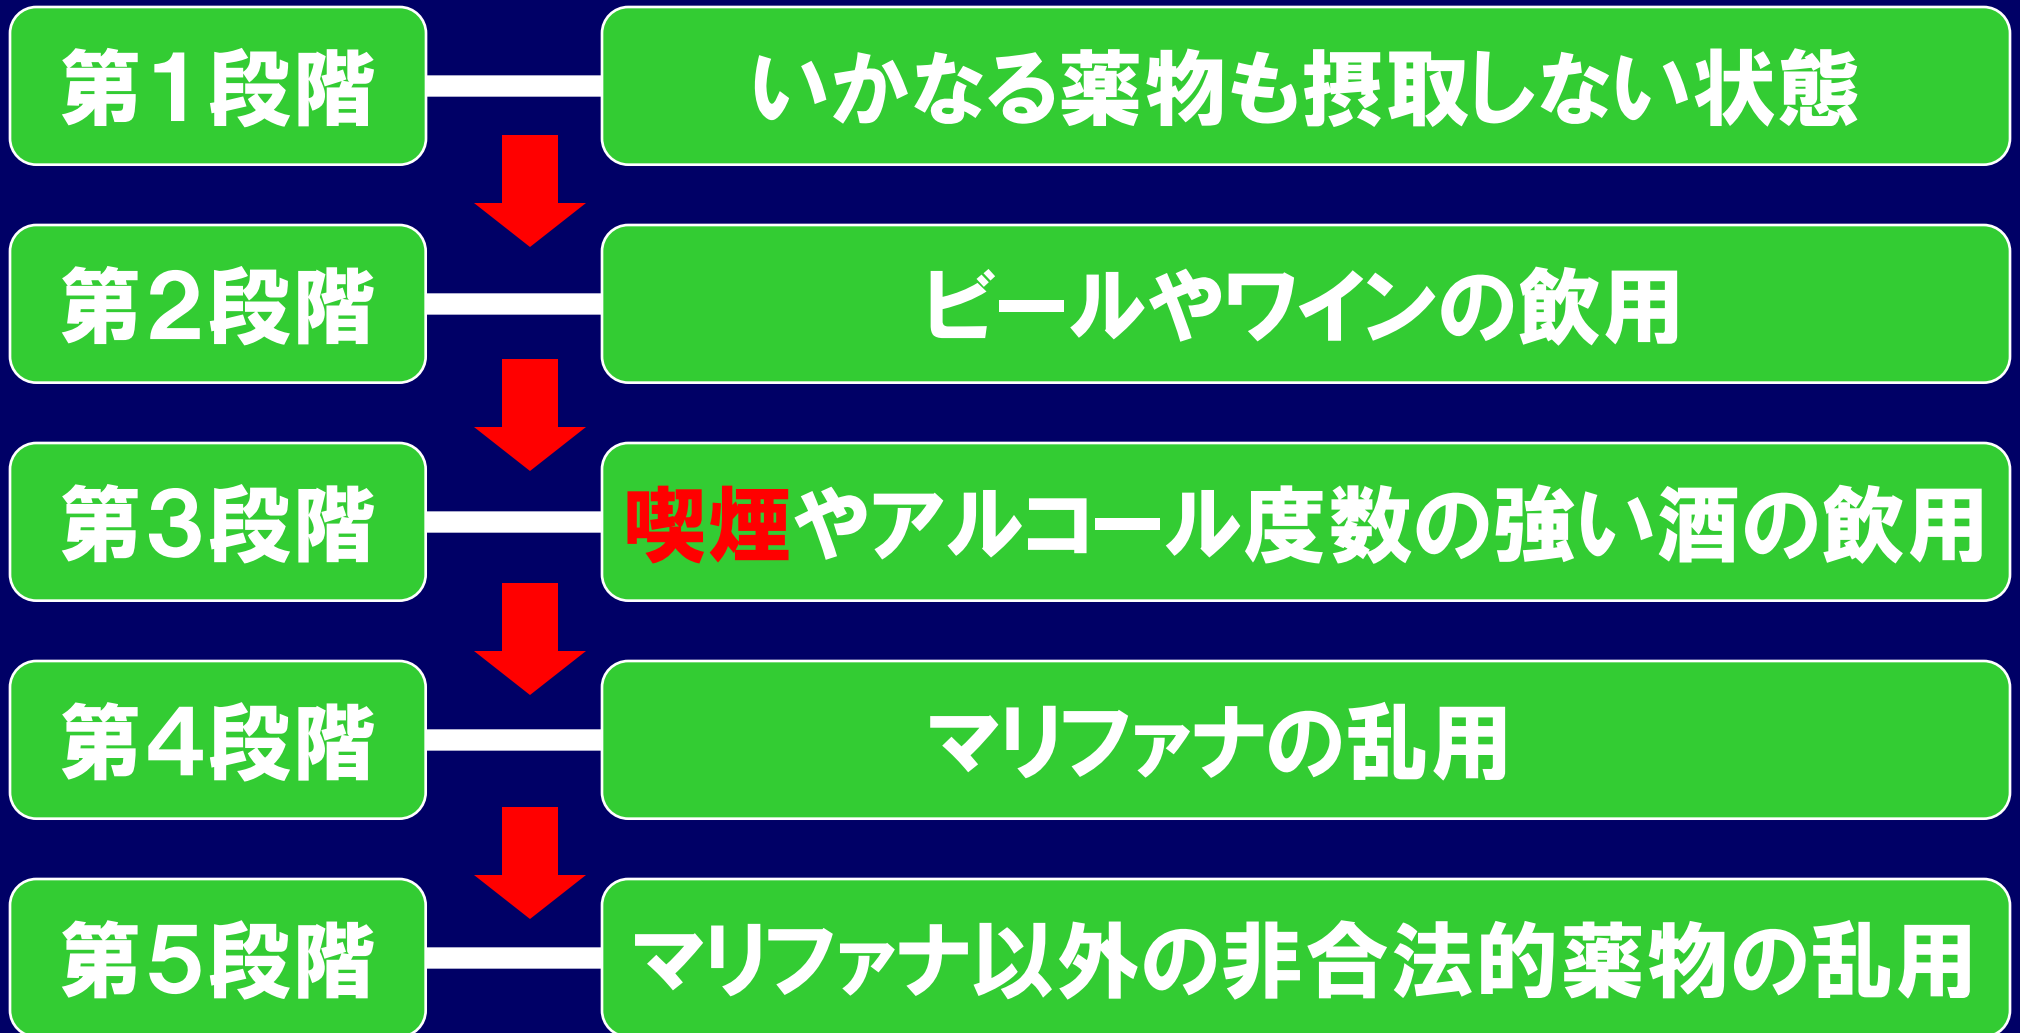 第1段階
いかなる薬物も摂取しない状態
第2段階
ビールやワインの飲用
第3段階
喫煙やアルコール度数の強い酒の飲用
第4段階
マリファナの乱用
第5段階
マリファナ以外の非合法的薬物の乱用